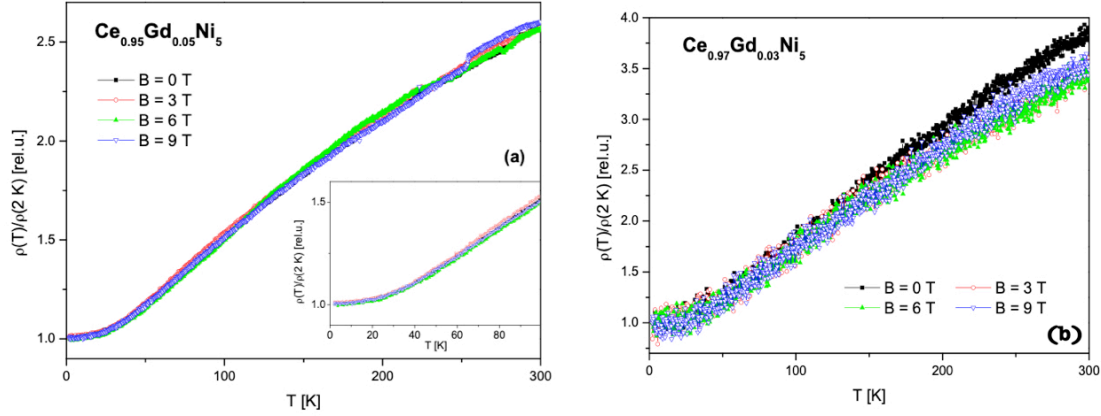 Ce0.95Gd0.05Ni5
B = 0 T
B = 3 T
B = 6 T
B = 9 T
(a)
ρ(T)/ρ(2 K) [rel.u.]
2.5
2.0
1.5
1.0
0
100
200
300
T [K]
ρ(T)/ρ(2 K) [rel.u.]
1.5
1.0
0
20
40
60
80
T [K]
Ce0.97Gd0.03Ni5
ρ(T)/ρ(2 K) [rel.u.]
4.0
3.5
3.0
2.5
2.0
1.5
1.0
B = 0 T
B = 3 T
B = 6 T
B = 9 T
(b)
0
100
200
300
T [K]